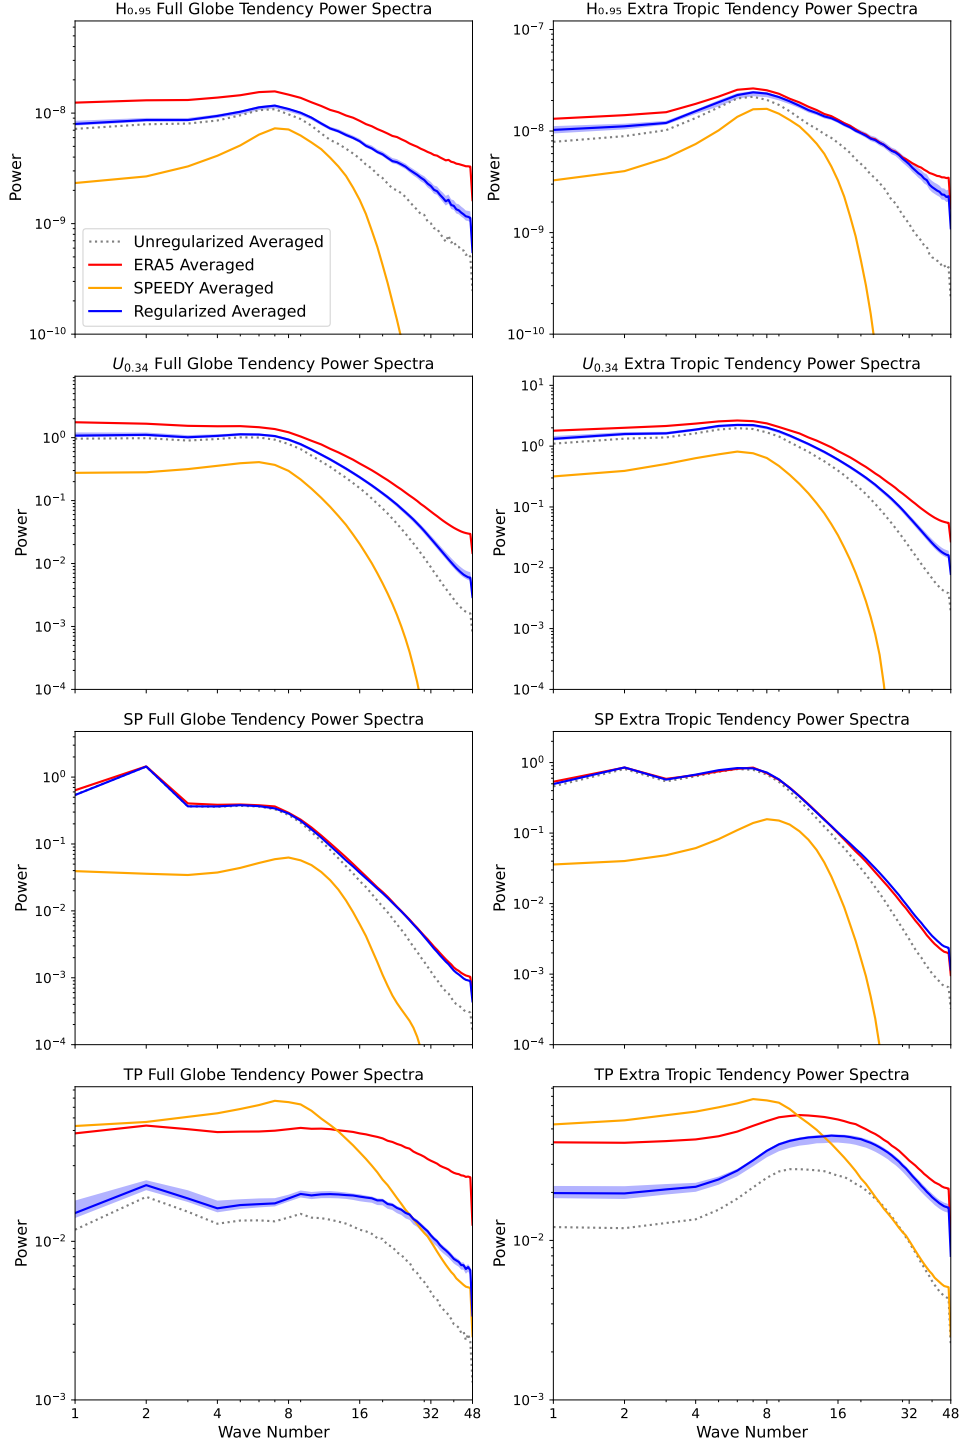 H₀.₉₅ Full Globe Tendency Power Spectra
H₀.₉₅ Extra Tropic Tendency Power Spectra
Power
10⁻⁸
10⁻⁹
10⁻¹⁰
Unregularized Averaged
ERA5 Averaged
SPEEDY Averaged
Regularized Averaged
Power
10⁻⁷
10⁻⁸
10⁻⁹
10⁻¹⁰
U₀.₃₄ Full Globe Tendency Power Spectra
U₀.₃₄ Extra Tropic Tendency Power Spectra
Power
10⁰
10⁻¹
10⁻²
10⁻³
10⁻⁴
Power
10¹
10⁰
10⁻¹
10⁻²
10⁻³
10⁻⁴
SP Full Globe Tendency Power Spectra
SP Extra Tropic Tendency Power Spectra
Power
10⁰
10⁻¹
10⁻²
10⁻³
10⁻⁴
Power
10⁰
10⁻¹
10⁻²
10⁻³
10⁻⁴
TP Full Globe Tendency Power Spectra
TP Extra Tropic Tendency Power Spectra
Power
10⁻²
10⁻³
1 2 4 8 16 32 48
Wave Number
Power
10⁻²
10⁻³
1 2 4 8 16 32 48
Wave Number